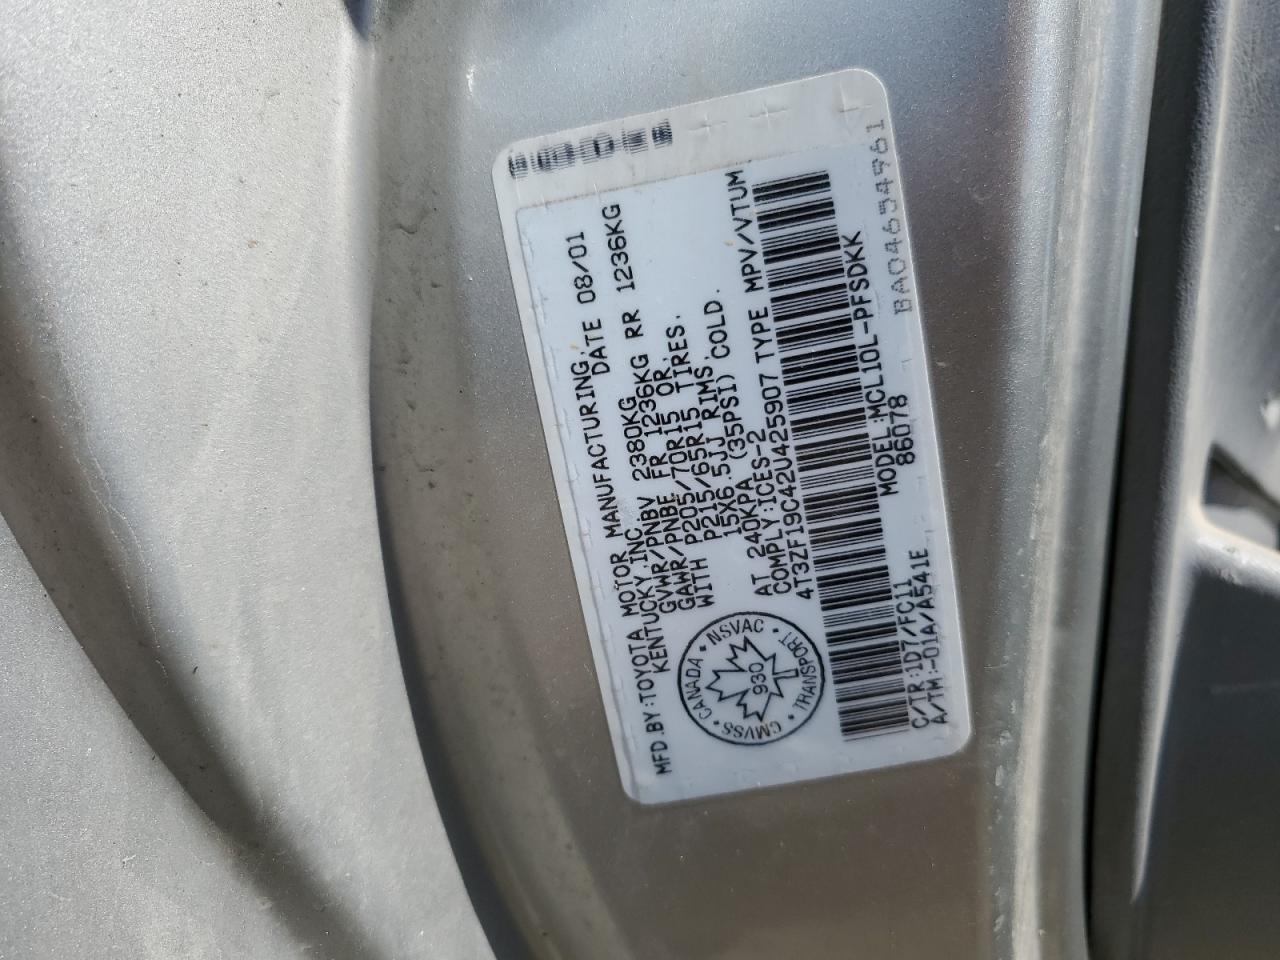 MFD.BY:TOYOTA MOTOR MANUFACTURING,
KENTUCKY,INC. DATE 08/01
GVWR/PNBV 2380KG
GAWR/PNBE FR 1236KG RR 1236KG
WITH P205/70R15 OR,
P215/65R15 TIRES.
15X6.5JJ RIMS.
AT 240KPA (35PSI) COLD.
COMPLY:ICES-2
4T3ZF19C42U425907 TYPE MPV/VTUM
CANADA • NSVAC • TRANSPORT • CMVSS •
930
MODEL:MCL10L-PFSDKK
86078
C/TR:1D7/FC11
A/TM:-01A/A541E
BA04654961